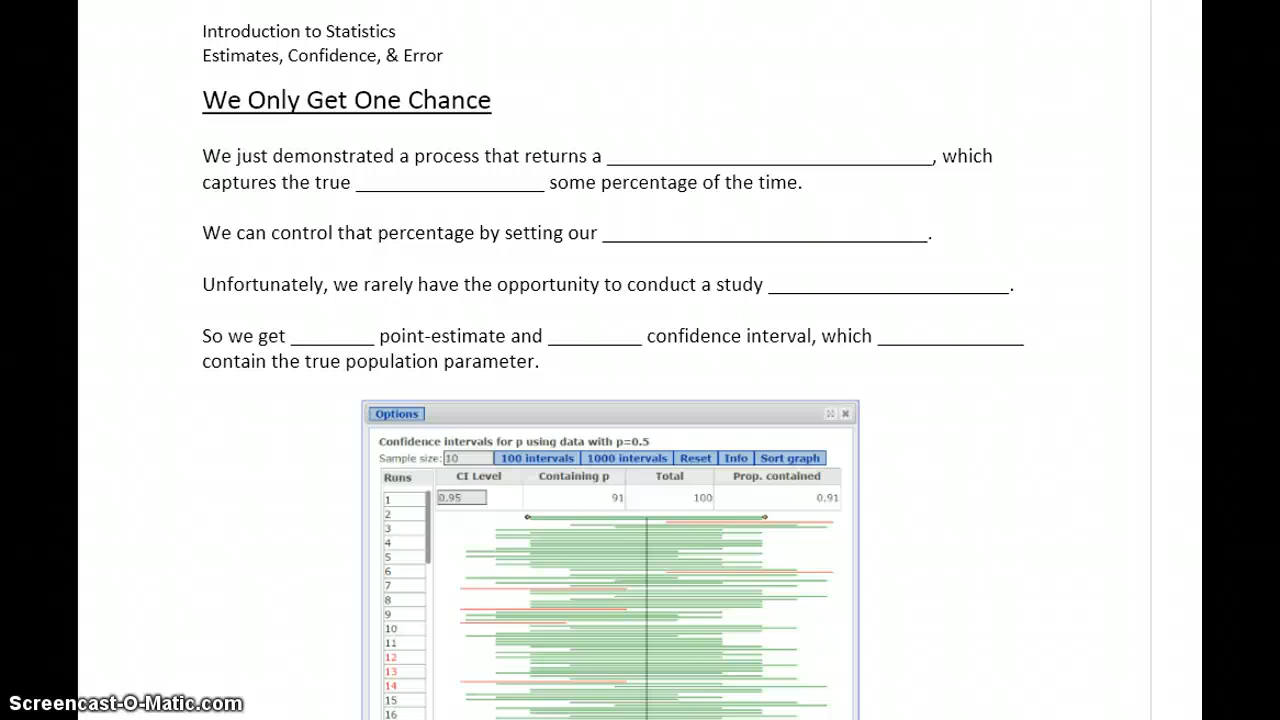 Introduction to Statistics
Estimates, Confidence, & Error
We Only Get One Chance
We just demonstrated a process that returns a ______________________________, which
captures the true _________________ some percentage of the time.
We can control that percentage by setting our ______________________________.
Unfortunately, we rarely have the opportunity to conduct a study ______________________.
So we get ________ point-estimate and _________ confidence interval, which ______________
contain the true population parameter.
Options
Confidence intervals for p using data with p=0.5
Sample size: 10 100 intervals 1000 intervals Reset Info Sort graph
Runs CI Level Containing p Total Prop. contained
0.95 91 100 0.91
1
2
3
4
5
6
7
8
9
10
11
12
13
14
15
16
Screencast-O-Matic.com